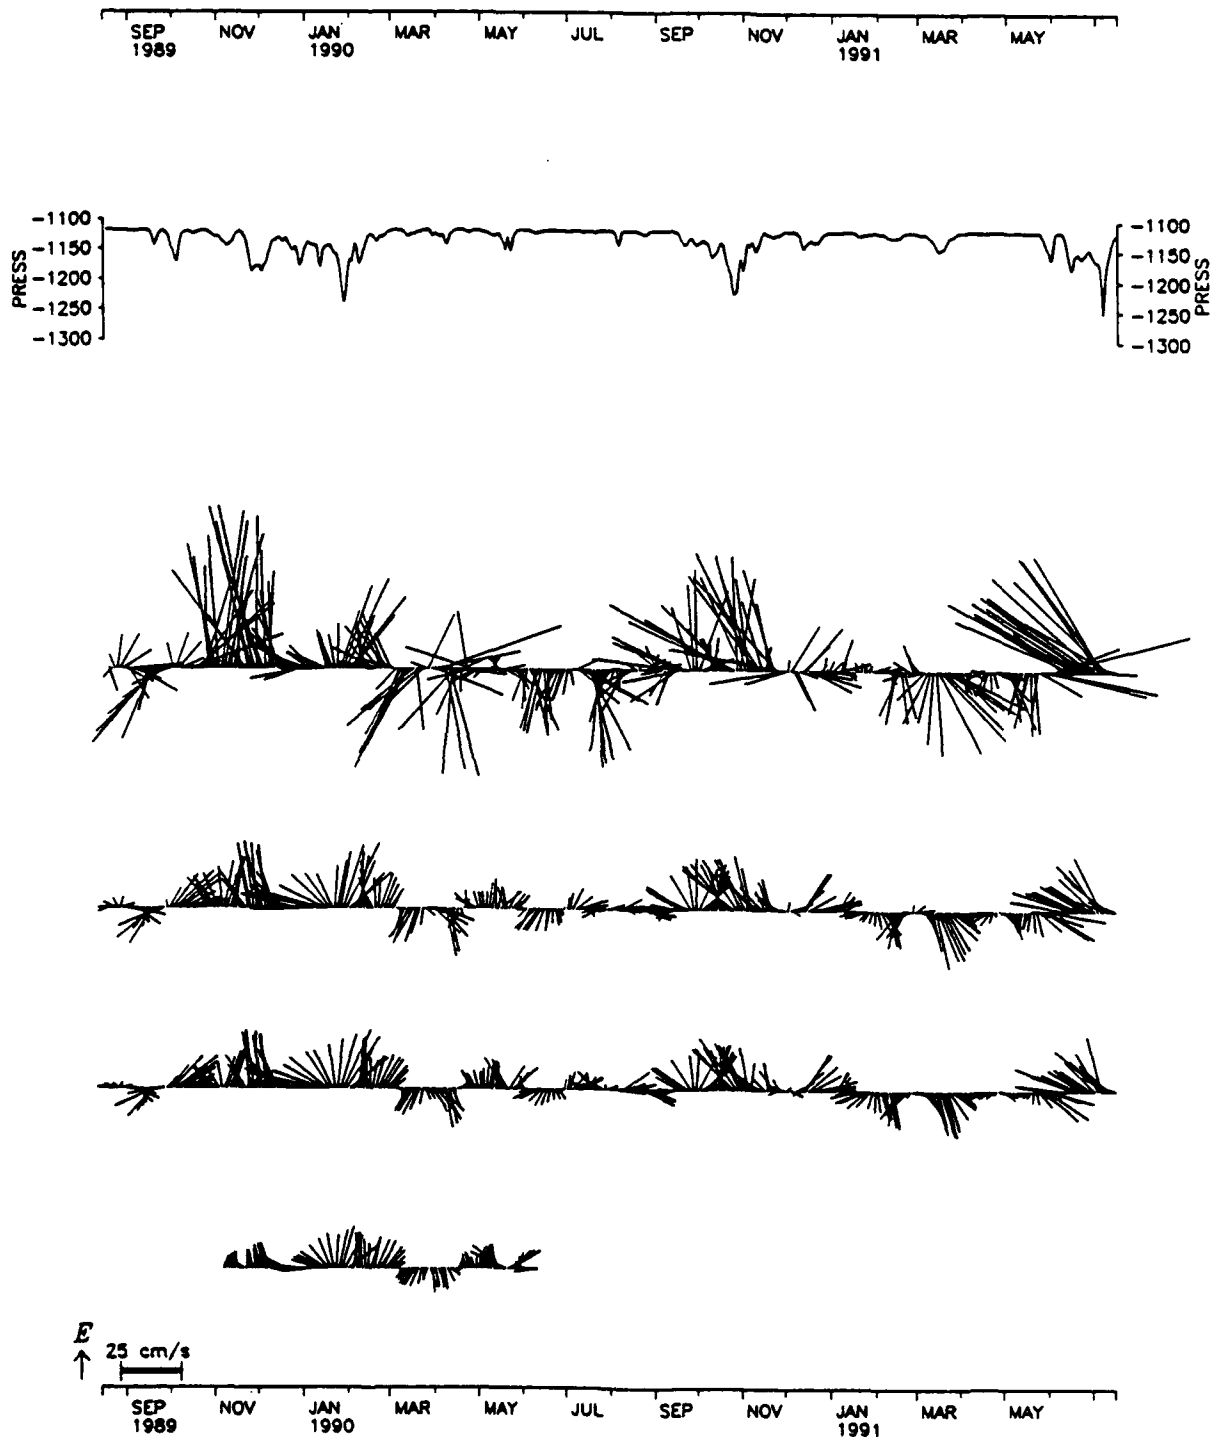 SEP NOV JAN MAR MAY JUL SEP NOV JAN MAR MAY
1989 1990 1991
-1100
-1150
-1200
-1250
-1300
PRESS
-1100
-1150
-1200
-1250
-1300
PRESS
E
25 cm/s
SEP NOV JAN MAR MAY JUL SEP NOV JAN MAR MAY
1989 1990 1991